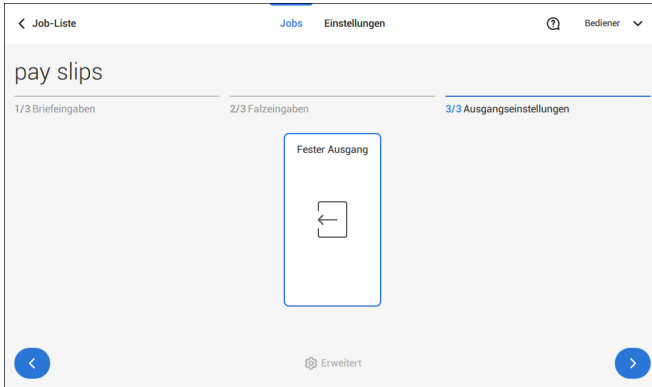 Job-Liste
Jobs Einstellungen
Bediener
pay slips
1/3 Briefeingaben
2/3 Falzeingaben
3/3 Ausgangseinstellungen
Fester Ausgang
Erweitert